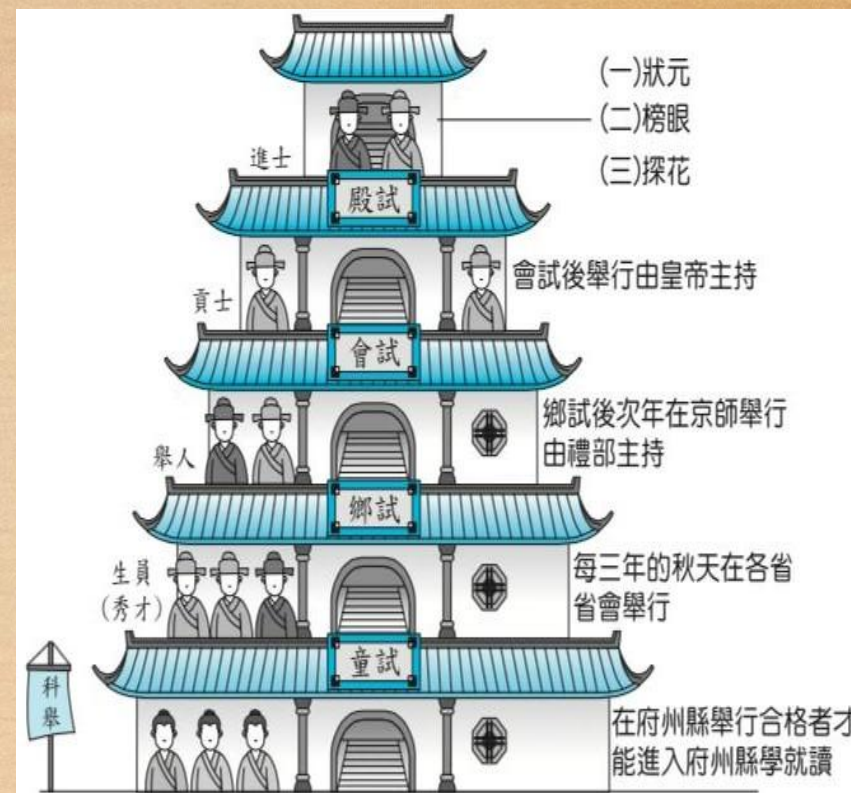 (一)狀元
(二)榜眼
(三)探花
進士
殿試
會試後舉行由皇帝主持
貢士
會試
鄉試後次年在京師舉行
由禮部主持
舉人
鄉試
每三年的秋天在各省
省會舉行
生員
(秀才)
童試
科舉
在府州縣舉行合格者才
能進入府州縣學就讀